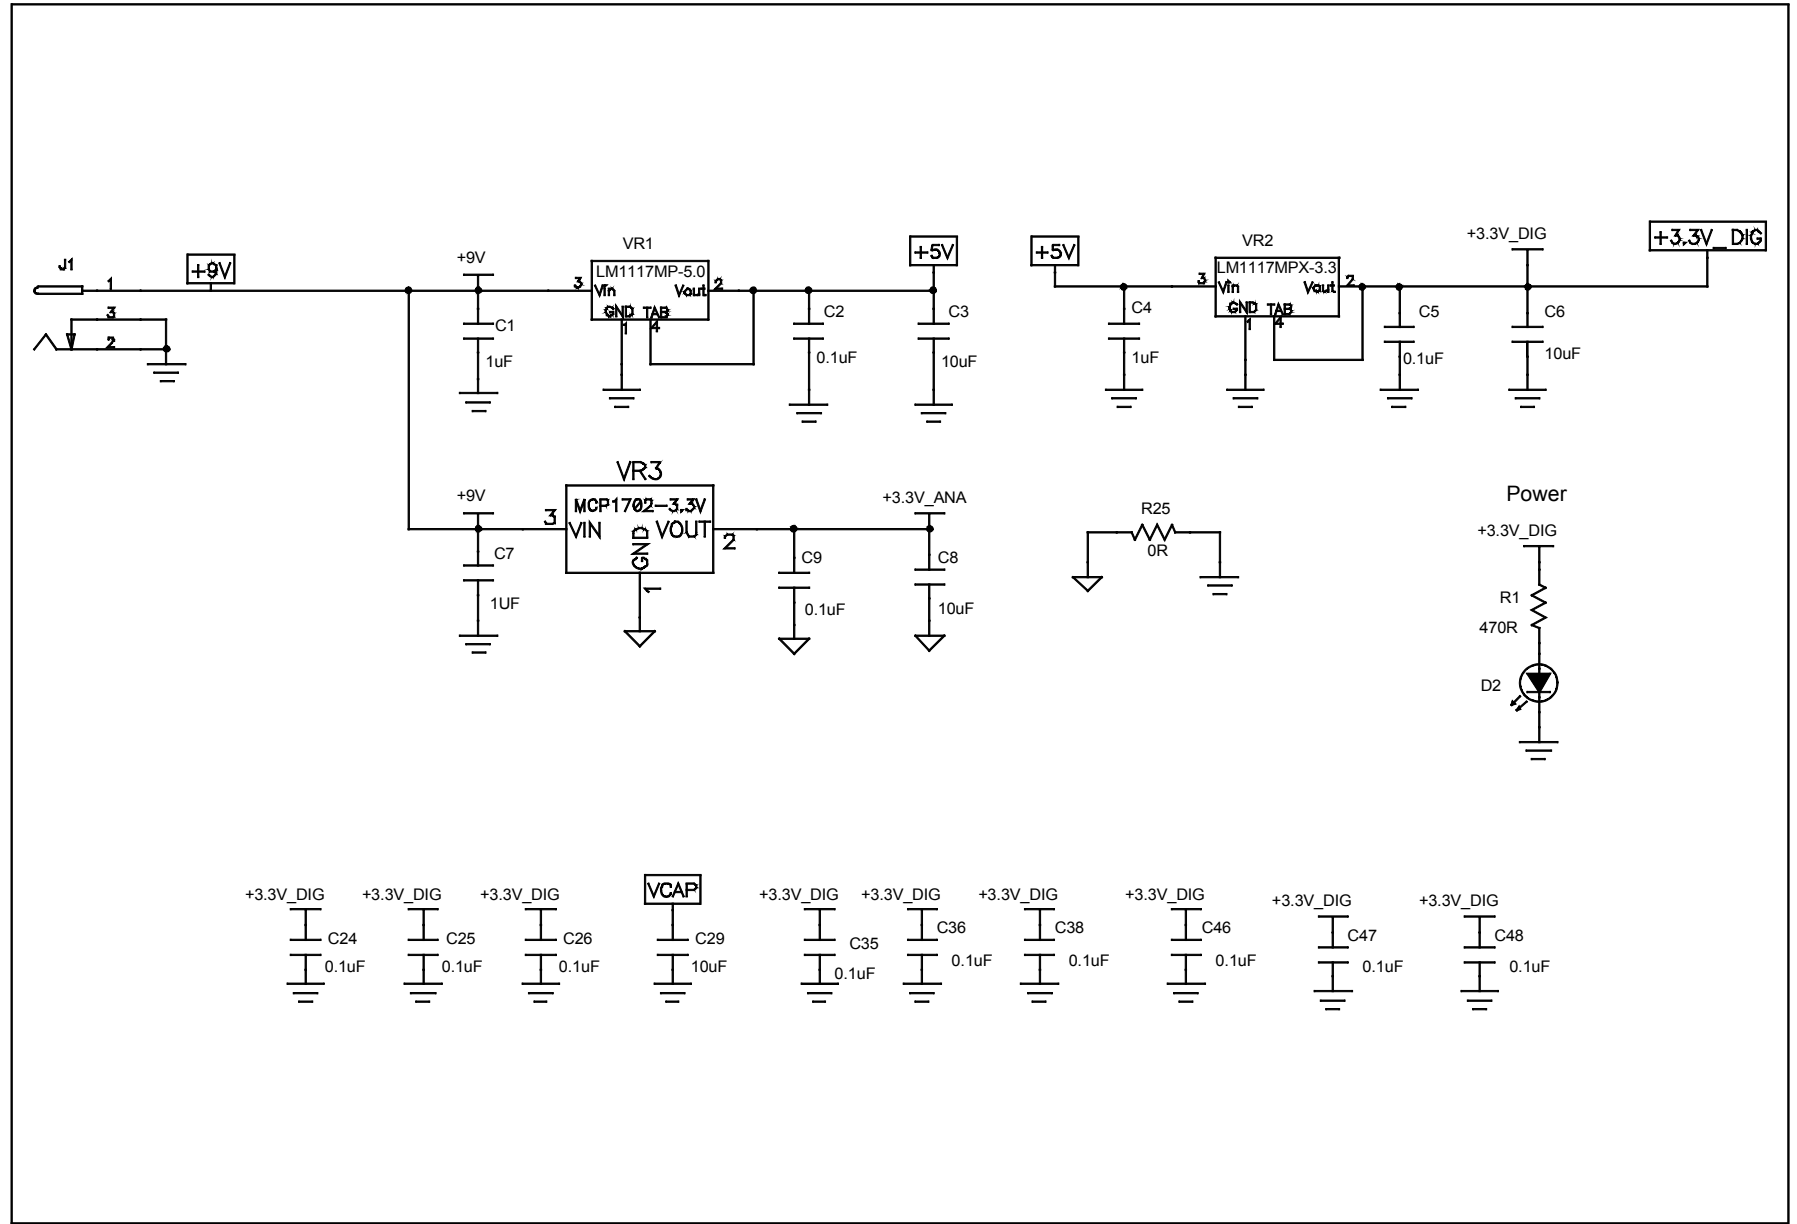 J1
1
3
2
+9V
+9V
C1
1uF
VR1
LM1117MP-5.0
3
Vin
Vout
2
GND
TAB
1
4
C2
0.1uF
+5V
C3
10uF
+5V
C4
1uF
VR2
LM1117MPX-3.3
3
Vin
Vout
2
GND
TAB
1
4
C5
0.1uF
+3.3V_DIG
C6
10uF
+3.3V_DIG
+9V
C7
1UF
VR3
MCP1702-3.3V
3
VIN
VOUT
2
GND
1
C9
0.1uF
+3.3V_ANA
C8
10uF
R25
0R
Power
+3.3V_DIG
R1
470R
D2
+3.3V_DIG
C24
0.1uF
+3.3V_DIG
C25
0.1uF
+3.3V_DIG
C26
0.1uF
VCAP
C29
10uF
+3.3V_DIG
C35
0.1uF
+3.3V_DIG
C36
0.1uF
+3.3V_DIG
C38
0.1uF
+3.3V_DIG
C46
0.1uF
+3.3V_DIG
C47
0.1uF
+3.3V_DIG
C48
0.1uF